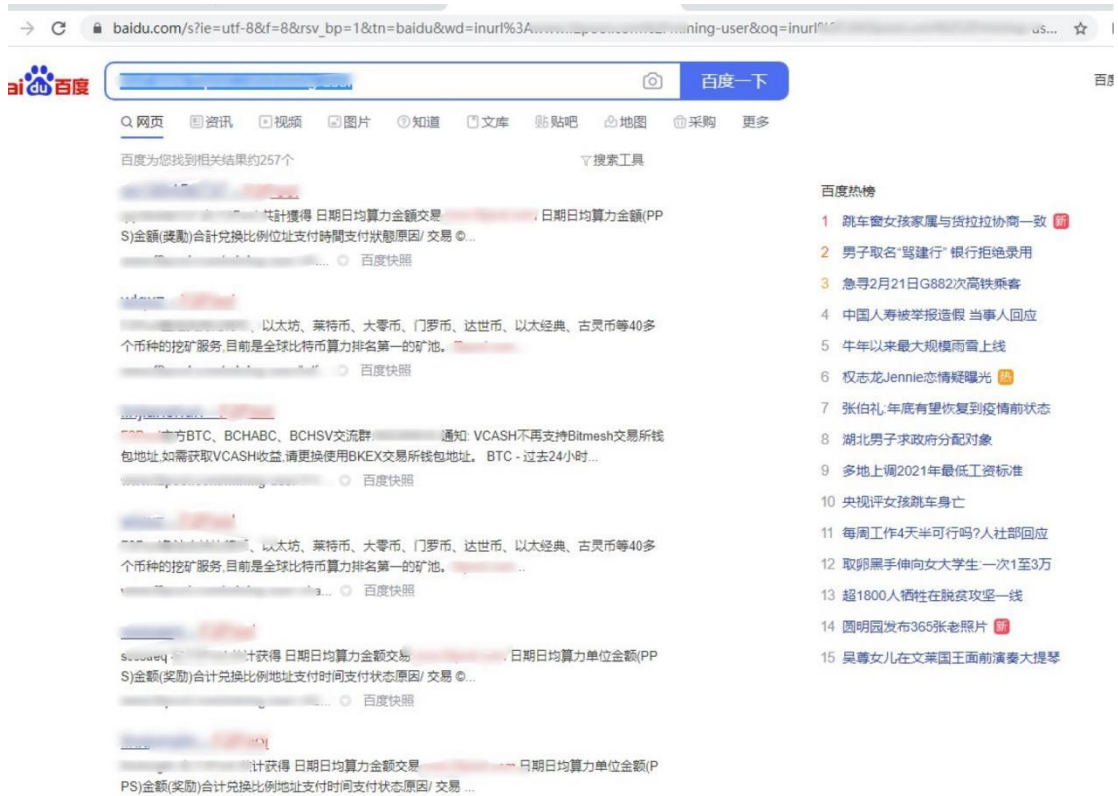 baidu.com/s?ie=utf-8&f=8&rsv_bp=1&tn=baidu&wd=inurl%3A ning-user&oq=inurl us...
百度 百度一下 百度
网页 资讯 视频 图片 知道 文库 贴吧 地图 采购 更多
百度为您找到相关结果约257个 搜索工具
共計獲得 日期日均算力金額交易 日期日均算力金額(PP
S)金額(獎勵)合計兑换比例位址支付時間支付狀態原因/ 交易 ©...
百度快照
、以太坊、莱特币、大零币、门罗币、达世币、以太经典、古灵币等40多
个币种的挖矿服务,目前是全球比特币算力排名第一的矿池。
百度快照
官方BTC、BCHABC、BCHSV交流群: 通知: VCASH不再支持Bitmesh交易所钱
包地址,如需获取VCASH收益,请更换使用BKEX交易所钱包地址。 BTC - 过去24小时...
百度快照
、以太坊、莱特币、大零币、门罗币、达世币、以太经典、古灵币等40多
个币种的挖矿服务,目前是全球比特币算力排名第一的矿池。
百度快照
计获得 日期日均算力金额交易 日期日均算力单位金额(PP
S)金额(奖励)合计兑换比例地址支付时间支付状态原因/ 交易 ©...
百度快照
计获得 日期日均算力金额交易 日期日均算力单位金额(P
PS)金额(奖励)合计兑换比例地址支付时间支付状态原因/ 交易 ...
百度热榜
1 跳车窗女孩家属与货拉拉协商一致 新
2 男子取名“骂建行” 银行拒绝录用
3 急寻2月21日G882次高铁乘客
4 中国人寿被举报造假 当事人回应
5 牛年以来最大规模雨雪上线
6 权志龙Jennie恋情疑曝光 热
7 张伯礼:年底有望恢复到疫情前状态
8 湖北男子求政府分配对象
9 多地上调2021年最低工资标准
10 央视评女孩跳车身亡
11 每周工作4天半可行吗?人社部回应
12 取卵黑手伸向女大学生:一次1至3万
13 超1800人牺牲在脱贫攻坚一线
14 圆明园发布365张老照片 新
15 吴尊女儿在文莱国王面前演奏大提琴